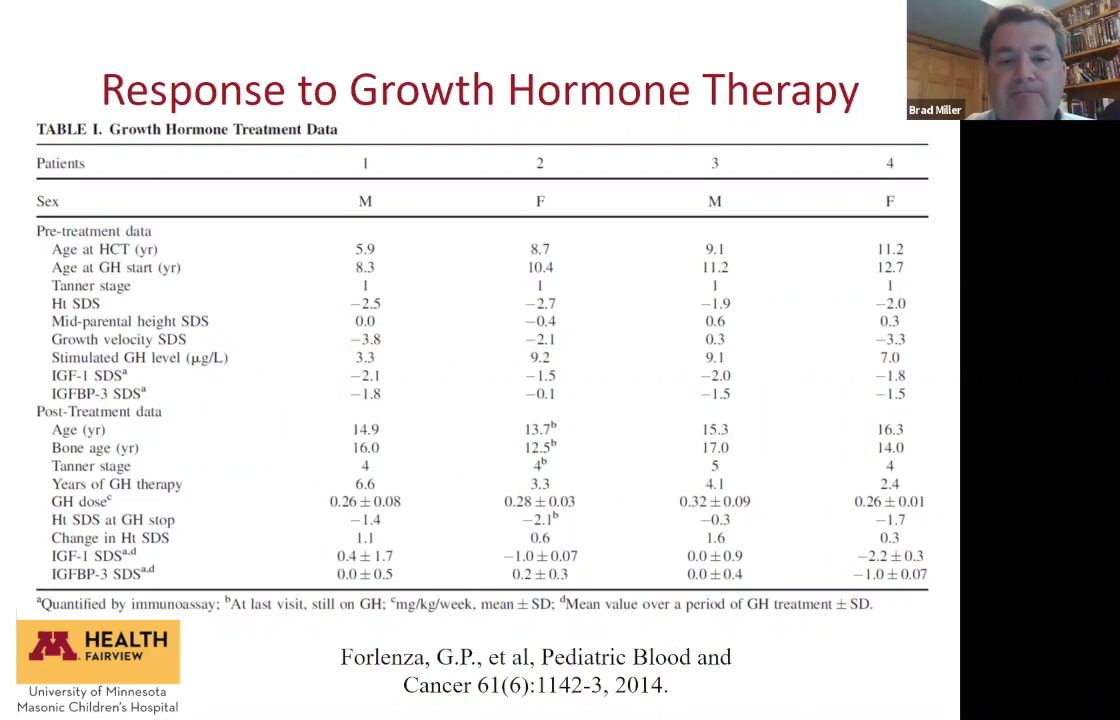 Response to Growth Hormone Therapy
Brad Miller
TABLE I. Growth Hormone Treatment Data
Patients 1 2 3 4
Sex M F M F
Pre-treatment data
Age at HCT (yr) 5.9 8.7 9.1 11.2
Age at GH start (yr) 8.3 10.4 11.2 12.7
Tanner stage 1 1 1 1
Ht SDS −2.5 −2.7 −1.9 −2.0
Mid-parental height SDS 0.0 −0.4 0.6 0.3
Growth velocity SDS −3.8 −2.1 0.3 −3.3
Stimulated GH level (μg/L) 3.3 9.2 9.1 7.0
IGF-1 SDSᵃ −2.1 −1.5 −2.0 −1.8
IGFBP-3 SDSᵃ −1.8 −0.1 −1.5 −1.5
Post-Treatment data
Age (yr) 14.9 13.7ᵇ 15.3 16.3
Bone age (yr) 16.0 12.5ᵇ 17.0 14.0
Tanner stage 4 4ᵇ 5 4
Years of GH therapy 6.6 3.3 4.1 2.4
GH doseᶜ 0.26 ± 0.08 0.28 ± 0.03 0.32 ± 0.09 0.26 ± 0.01
Ht SDS at GH stop −1.4 −2.1ᵇ −0.3 −1.7
Change in Ht SDS 1.1 0.6 1.6 0.3
IGF-1 SDSᵃ,ᵈ 0.4 ± 1.7 −1.0 ± 0.07 0.0 ± 0.9 −2.2 ± 0.3
IGFBP-3 SDSᵃ,ᵈ 0.0 ± 0.5 0.2 ± 0.3 0.0 ± 0.4 −1.0 ± 0.07
ᵃQuantified by immunoassay; ᵇAt last visit, still on GH; ᶜmg/kg/week, mean ± SD; ᵈMean value over a period of GH treatment ± SD.
M HEALTH
FAIRVIEW
University of Minnesota
Masonic Children's Hospital
Forlenza, G.P., et al, Pediatric Blood and
Cancer 61(6):1142-3, 2014.